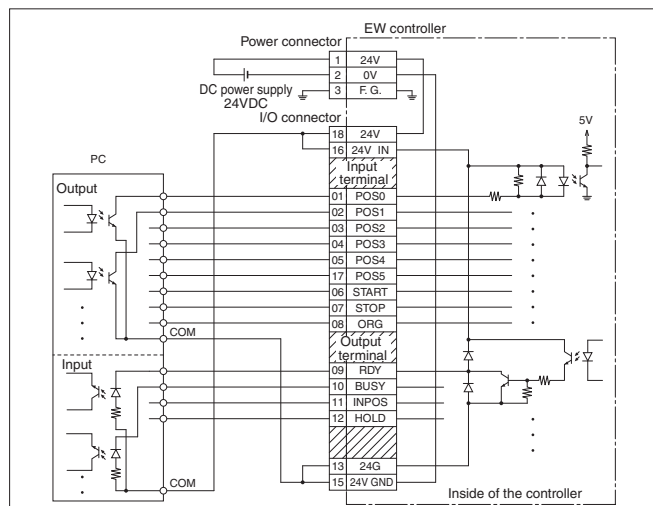 EW controller
Power connector
1 24V
2 0V
3 F. G.
DC power supply
24VDC
I/O connector
5V
18 24V
16 24V IN
PC
Input
terminal
Output
01 POS0
02 POS1
03 POS2
04 POS3
05 POS4
17 POS5
06 START
07 STOP
08 ORG
COM
Output
terminal
Input
09 RDY
10 BUSY
11 INPOS
12 HOLD
13 24G
COM
15 24V GND
Inside of the controller